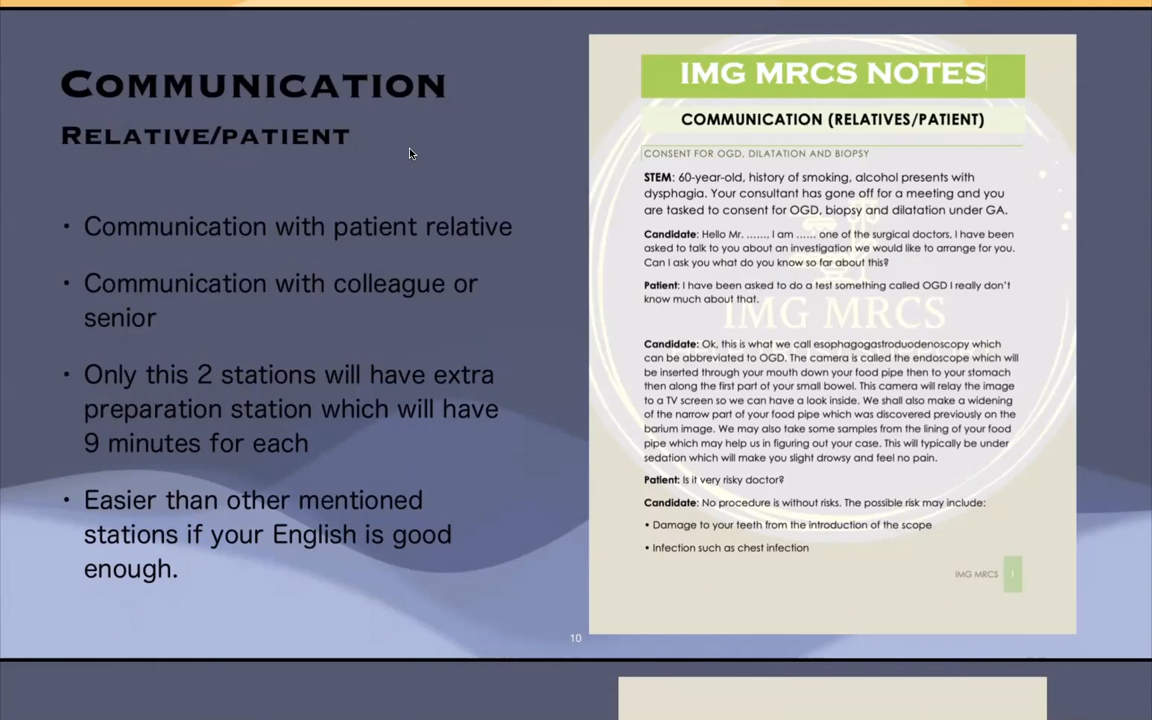 COMMUNICATION
RELATIVE/PATIENT
• Communication with patient relative
• Communication with colleague or
senior
• Only this 2 stations will have extra
preparation station which will have
9 minutes for each
• Easier than other mentioned
stations if your English is good
enough.
IMG MRCS NOTES
COMMUNICATION (RELATIVES/PATIENT)
CONSENT FOR OGD, DILATATION AND BIOPSY
STEM: 60-year-old, history of smoking, alcohol presents with
dysphagia. Your consultant has gone off for a meeting and you
are tasked to consent for OGD, biopsy and dilatation under GA.
Candidate: Hello Mr. ......., I am ...... one of the surgical doctors, I have been
asked to talk to you about an investigation we would like to arrange for you.
Can I ask you what do you know so far about this?
Patient: I have been asked to do a test something called OGD I really don't
know much about that.
IMG MRCS
Candidate: Ok, this is what we call esophagogastroduodenoscopy which
can be abbreviated to OGD. The camera is called the endoscope which will
be inserted through your mouth down your food pipe then to your stomach
then along the first part of your small bowel. This camera will relay the image
to a TV screen so we can have a look inside. We shall also make a widening
of the narrow part of your food pipe which was discovered previously on the
barium image. We may also take some samples from the lining of your food
pipe which may help us in figuring out your case. This will typically be under
sedation which will make you slight drowsy and feel no pain.
Patient: Is it very risky doctor?
Candidate: No procedure is without risks. The possible risk may include:
• Damage to your teeth from the introduction of the scope
• Infection such as chest infection
IMG MRCS 1
10